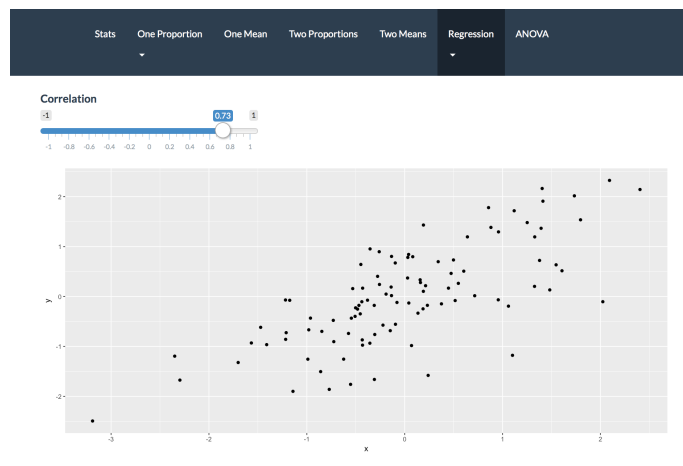 Stats One Proportion One Mean Two Proportions Two Means Regression ANOVA
Correlation
-1 0.73 1
-1 -0.8 -0.6 -0.4 -0.2 0 0.2 0.4 0.6 0.8 1
2
1
0
y
-1
-2
-3 -2 -1 0 1 2
x